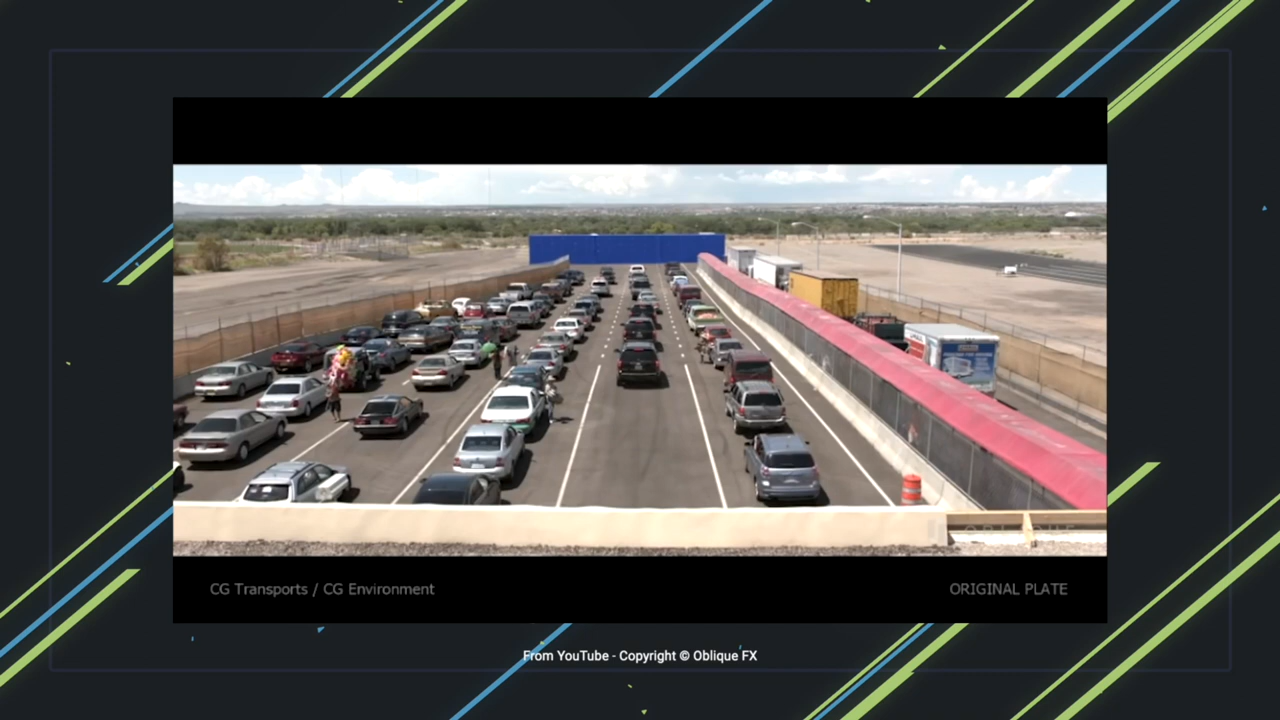 CG Transports / CG Environment
ORIGINAL PLATE
From YouTube - Copyright © Oblique FX